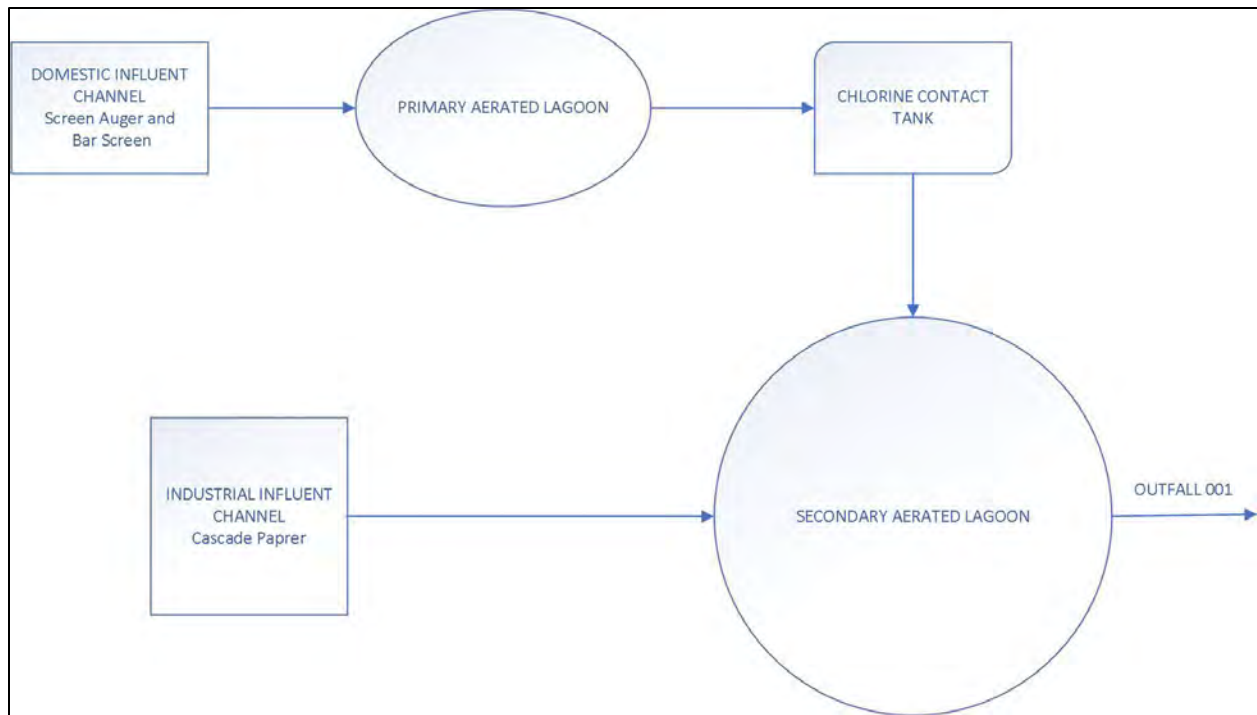 DOMESTIC INFLUENT
CHANNEL
Screen Auger and
Bar Screen
PRIMARY AERATED LAGOON
CHLORINE CONTACT
TANK
INDUSTRIAL INFLUENT
CHANNEL
Cascade Paprer
SECONDARY AERATED LAGOON
OUTFALL 001